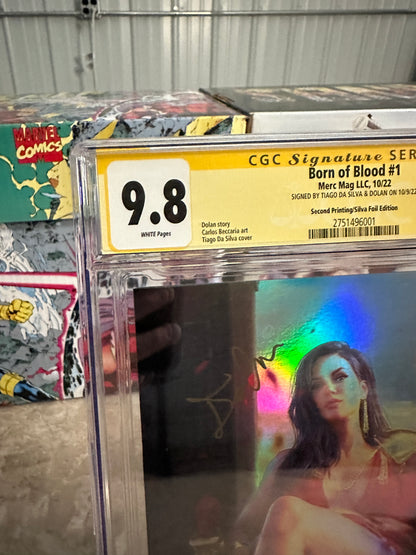 MARVEL
COMICS
CGC Signature SER
9.8
WHITE Pages
Born of Blood #1
Merc Mag LLC, 10/22
SIGNED BY TIAGO DA SILVA & DOLAN ON 10/9/22
Second Printing/Silva Foil Edition
2751496001
Dolan story
Carlos Beccaria art
Tiago Da Silva cover